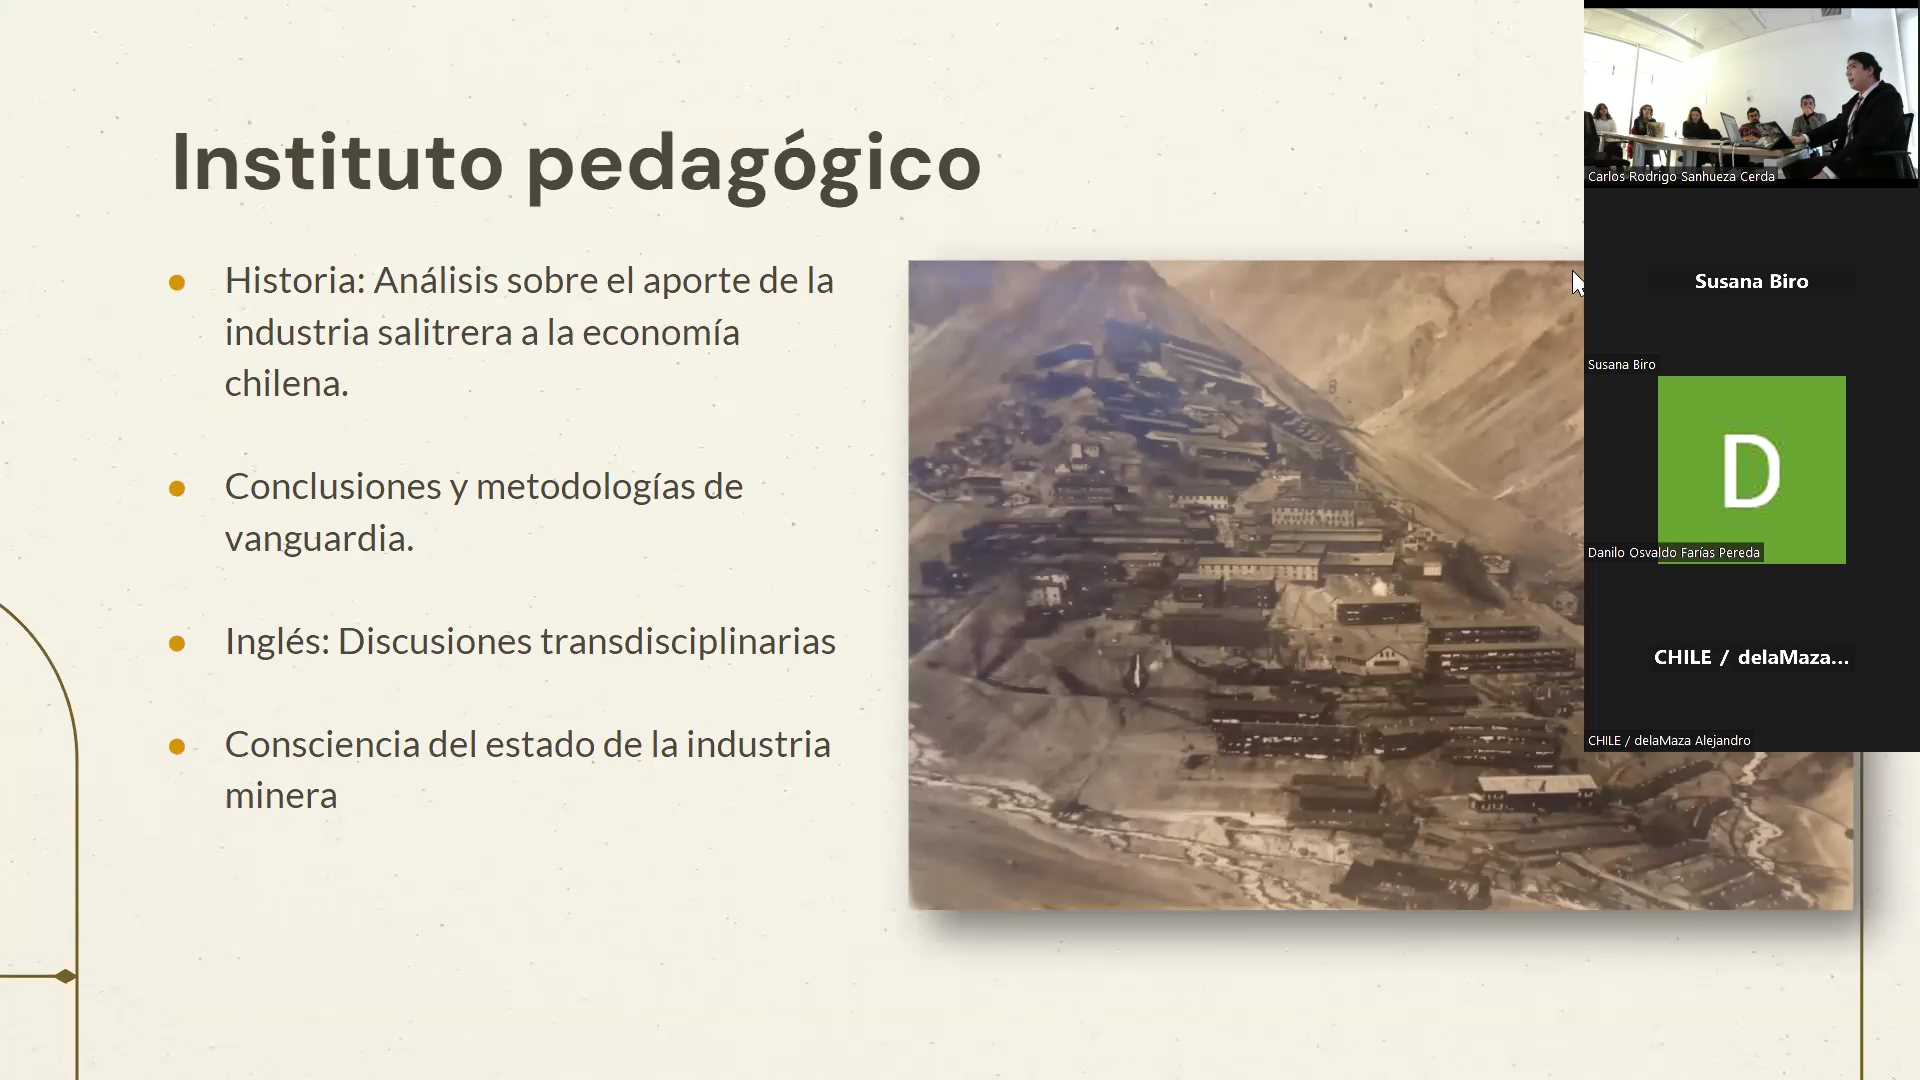 Instituto pedagógico
Historia: Análisis sobre el aporte de la
industria salitrera a la economía
chilena.
Conclusiones y metodologías de
vanguardia.
Inglés: Discusiones transdisciplinarias
Consciencia del estado de la industria
minera
Carlos Rodrigo Sanhueza Cerda
Susana Biro
Susana Biro
D
Danilo Osvaldo Farías Pereda
CHILE / delaMaza...
CHILE / delaMaza Alejandro